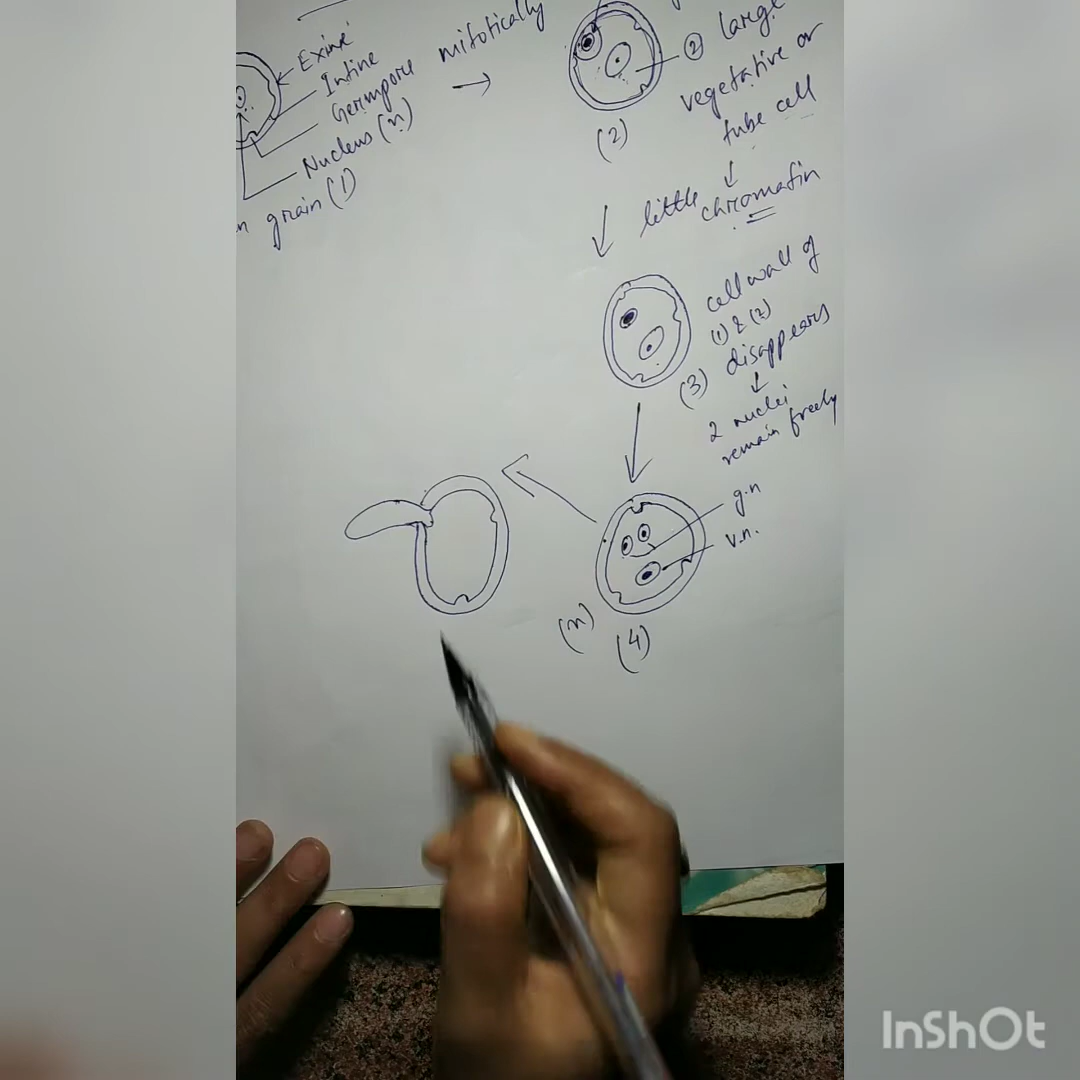 Exine
Intine
Germpore
Nucleus (n)
grain (1)
mitotically
(2)
② large
vegetative or
tube cell
little chromatin
cell wall of
(1) & (2)
disappears
(3)
2 nuclei
remain freely
g.n
v.n.
(n)
(4)
InShOt